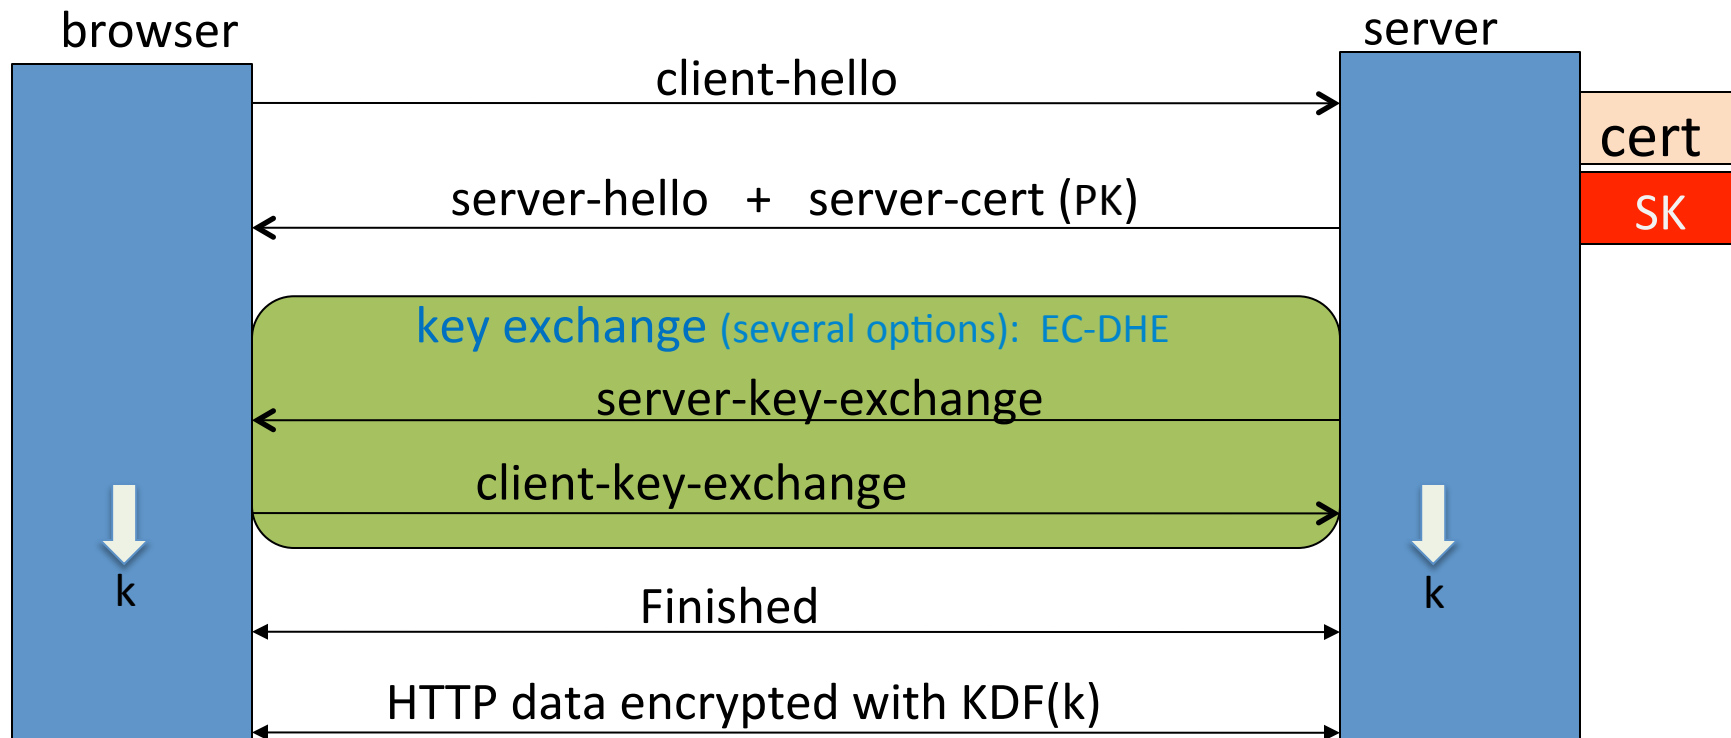 browser
server
client-hello
cert
server-hello + server-cert (PK)
SK
key exchange (several options): EC-DHE
server-key-exchange
client-key-exchange
k
k
Finished
HTTP data encrypted with KDF(k)